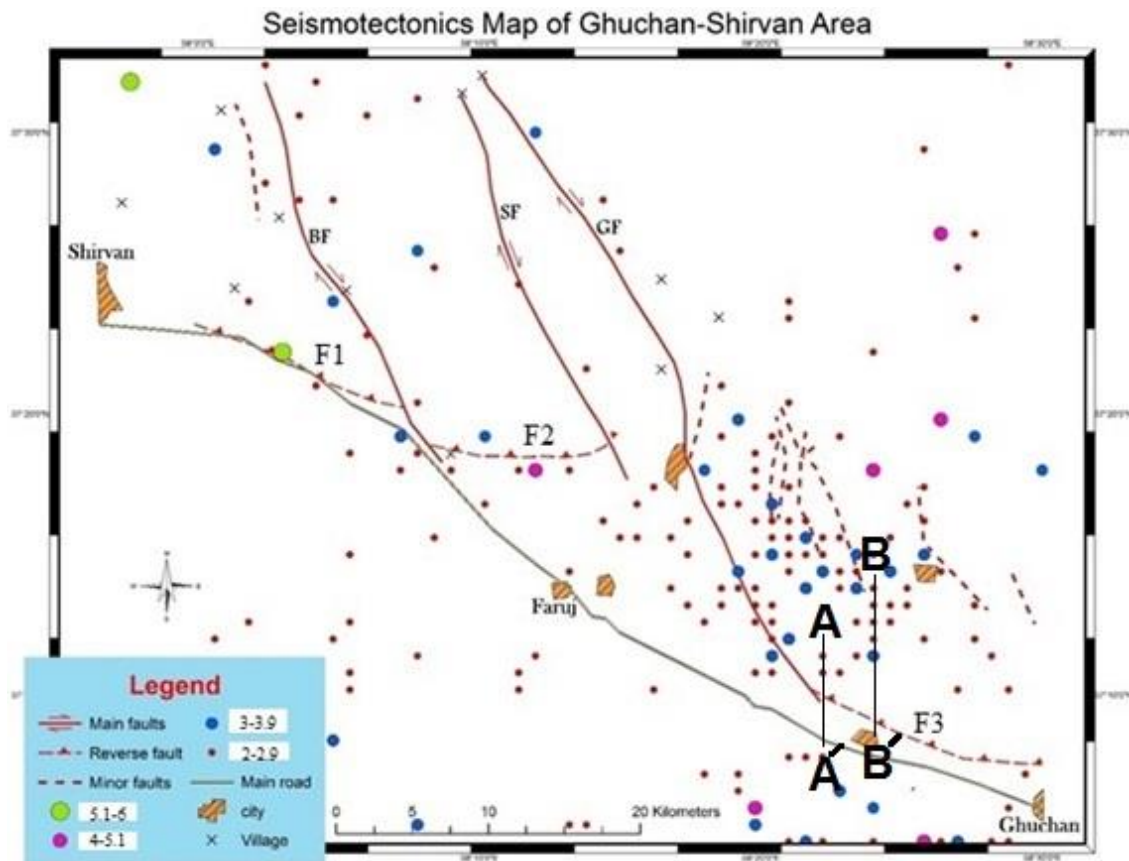 Seismotectonics Map of Ghuchan-Shirvan Area
BF
SF
GF
Shirvan
F1
F2
B
A
Faruj
F3
A´
B´
Ghuchan
Legend
Main faults
3-3.9
Reverse fault
2-2.9
Minor faults
Main road
5.1-6
city
4-5.1
Village
0 5 10 20 Kilometers